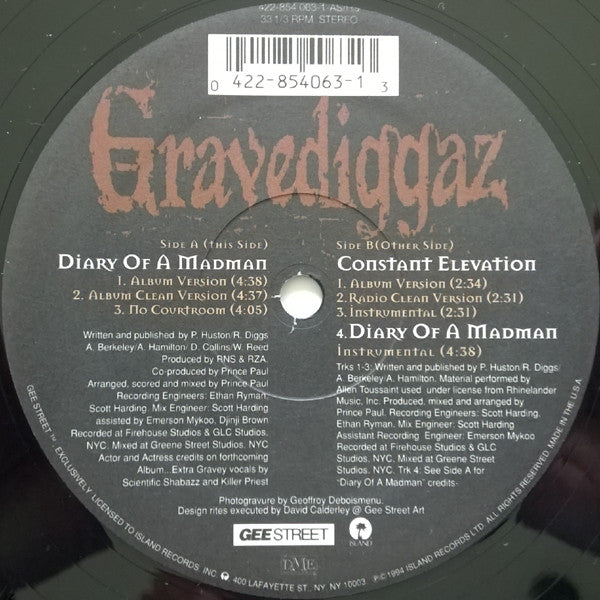 422-854 063-1
33 1/3 RPM STEREO
0 422-854063-1 3
Gravediggaz
Side A (This Side)
Diary Of A Madman
1. Album Version (4:38)
2. Album Clean Version (4:37)
3. No Courtroom (4:05)
Written and published by P. Huston/R. Diggs
A. Berkeley/A. Hamilton/D. Collins/W. Reed
Produced by RNS & RZA.
Co-produced by Prince Paul
Arranged, scored and mixed by Prince Paul
Recording Engineers: Ethan Ryman,
Scott Harding. Mix Engineer: Scott Harding
assisted by Emerson Mykoo, Djinji Brown
Recorded at Firehouse Studios & GLC Studios,
NYC. Mixed at Greene Street Studios, NYC
Actor and Actress credits on forthcoming
Album...Extra Gravey vocals by
Scientific Shabazz and Killer Priest
Side B (Other Side)
Constant Elevation
1. Album Version (2:34)
2. Radio Clean Version (2:31)
3. Instrumental (2:31)
4. Diary Of A Madman
Instrumental (4:38)
Trks 1-3: Written and published by P. Huston/R. Diggs/
A. Berkeley/A. Hamilton. Material performed by
Allen Toussaint used under license from Rhinelander
Music, Inc. Produced, mixed and arranged by
Prince Paul. Recording Engineers: Scott Harding,
Ethan Ryman. Mix Engineer: Scott Harding
Assistant Recording Engineer: Emerson Mykoo
Recorded at Firehouse Studios & GLC
Studios, NYC. Mixed at Greene Street
Studios, NYC. Trk 4: See Side A for
"Diary Of A Madman" credits.
Photogravure by Geoffroy Deboismenu.
Design rites executed by David Calderley @ Gee Street Art
GEE STREET
ISLAND
PME
GEE STREET™, EXCLUSIVELY LICENSED TO ISLAND RECORDS INC. 400 LAFAYETTE ST., NY, NY 10003 ℗©1994 ISLAND RECORDS LTD. ALL RIGHTS RESERVED. MADE IN THE U.S.A.